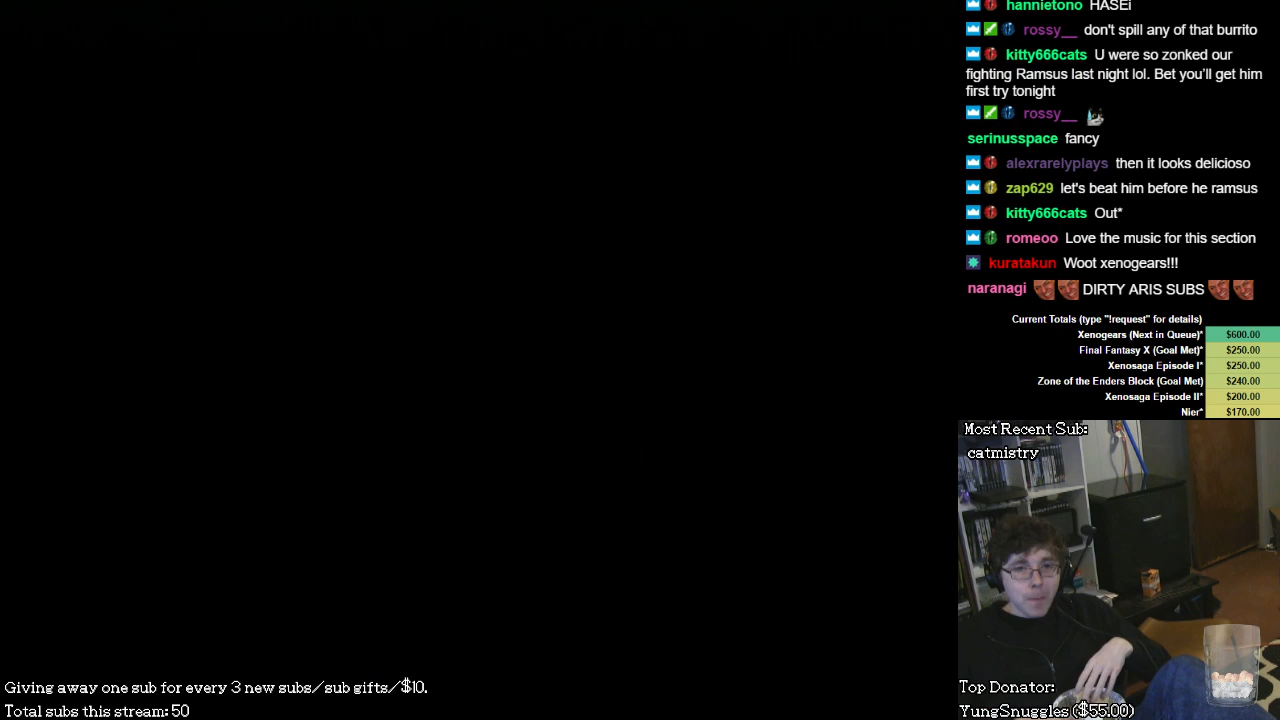 hannietono HASEi
rossy__ don't spill any of that burrito
kitty666cats U were so zonked our
fighting Ramsus last night lol. Bet you'll get him
first try tonight
rossy__
serinusspace fancy
alexrarelyplays then it looks delicioso
zap629 let's beat him before he ramsus
kitty666cats Out*
romeoo Love the music for this section
kuratakun Woot xenogears!!!
naranagi DIRTY ARIS SUBS
Current Totals (type "!request" for details)
Xenogears (Next in Queue)* $600.00
Final Fantasy X (Goal Met)* $250.00
Xenosaga Episode I* $250.00
Zone of the Enders Block (Goal Met) $240.00
Xenosaga Episode II* $200.00
Nier* $170.00
Most Recent Sub:
catmistry
Giving away one sub for every 3 new subs/sub gifts/$10.
Total subs this stream: 50
Top Donator:
YungSnuggles ($55.00)